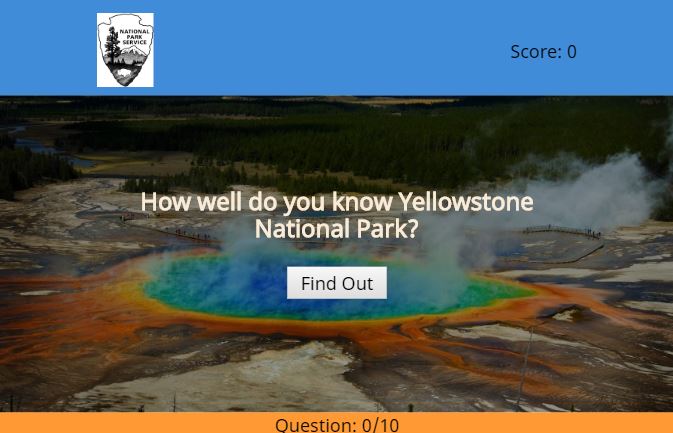 NATIONAL
PARK
SERVICE
Score: 0
How well do you know Yellowstone
National Park?
Find Out
Question: 0/10